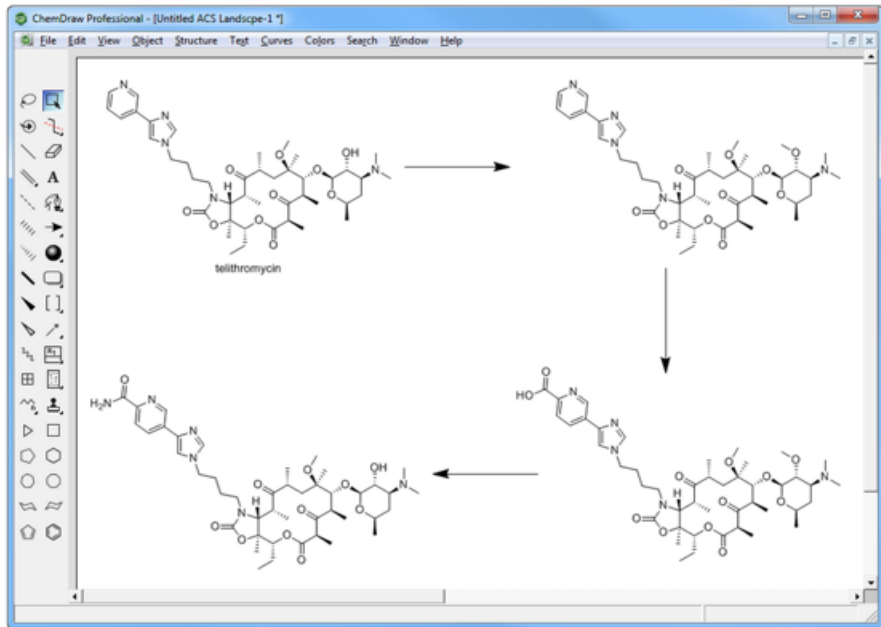 ChemDraw Professional - [Untitled ACS Landscpe-1 *]
File Edit View Object Structure Text Curves Colors Search Window Help
A
N
N
N
N
N
N
O
O
OH
N
O
H
O
O
O
O
O
O
telithromycin
O
HO
N
N
N
O
H2N
N
N
N